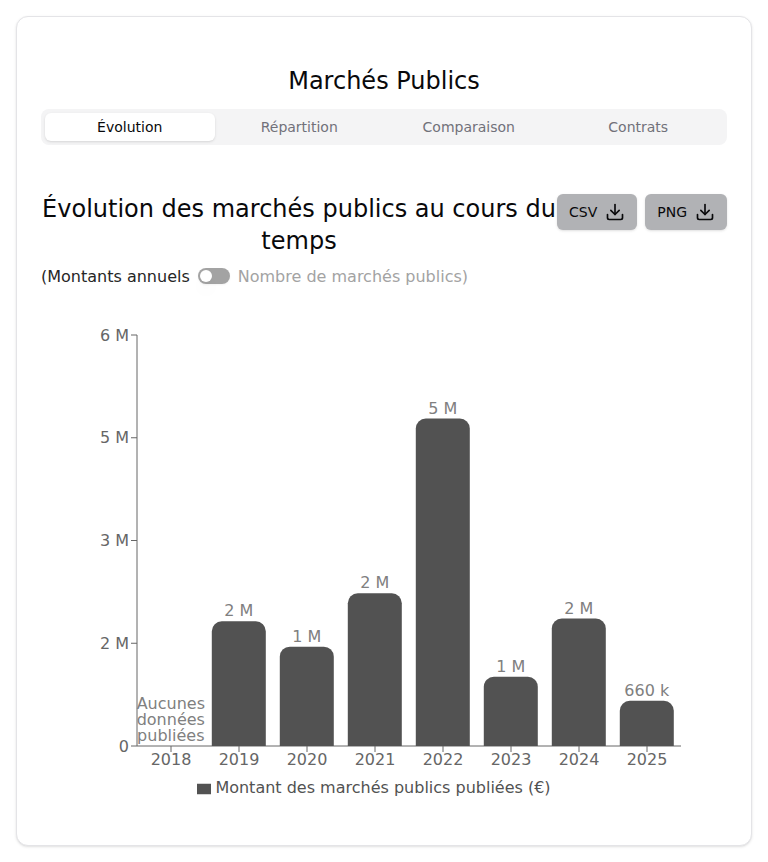 Marchés Publics
Évolution
Répartition
Comparaison
Contrats
Évolution des marchés publics au cours du
temps
CSV
PNG
(Montants annuels
Nombre de marchés publics)
6 M
5 M
3 M
2 M
0
Aucunes
données
publiées
2 M
1 M
2 M
5 M
1 M
2 M
660 k
2018
2019
2020
2021
2022
2023
2024
2025
Montant des marchés publics publiées (€)